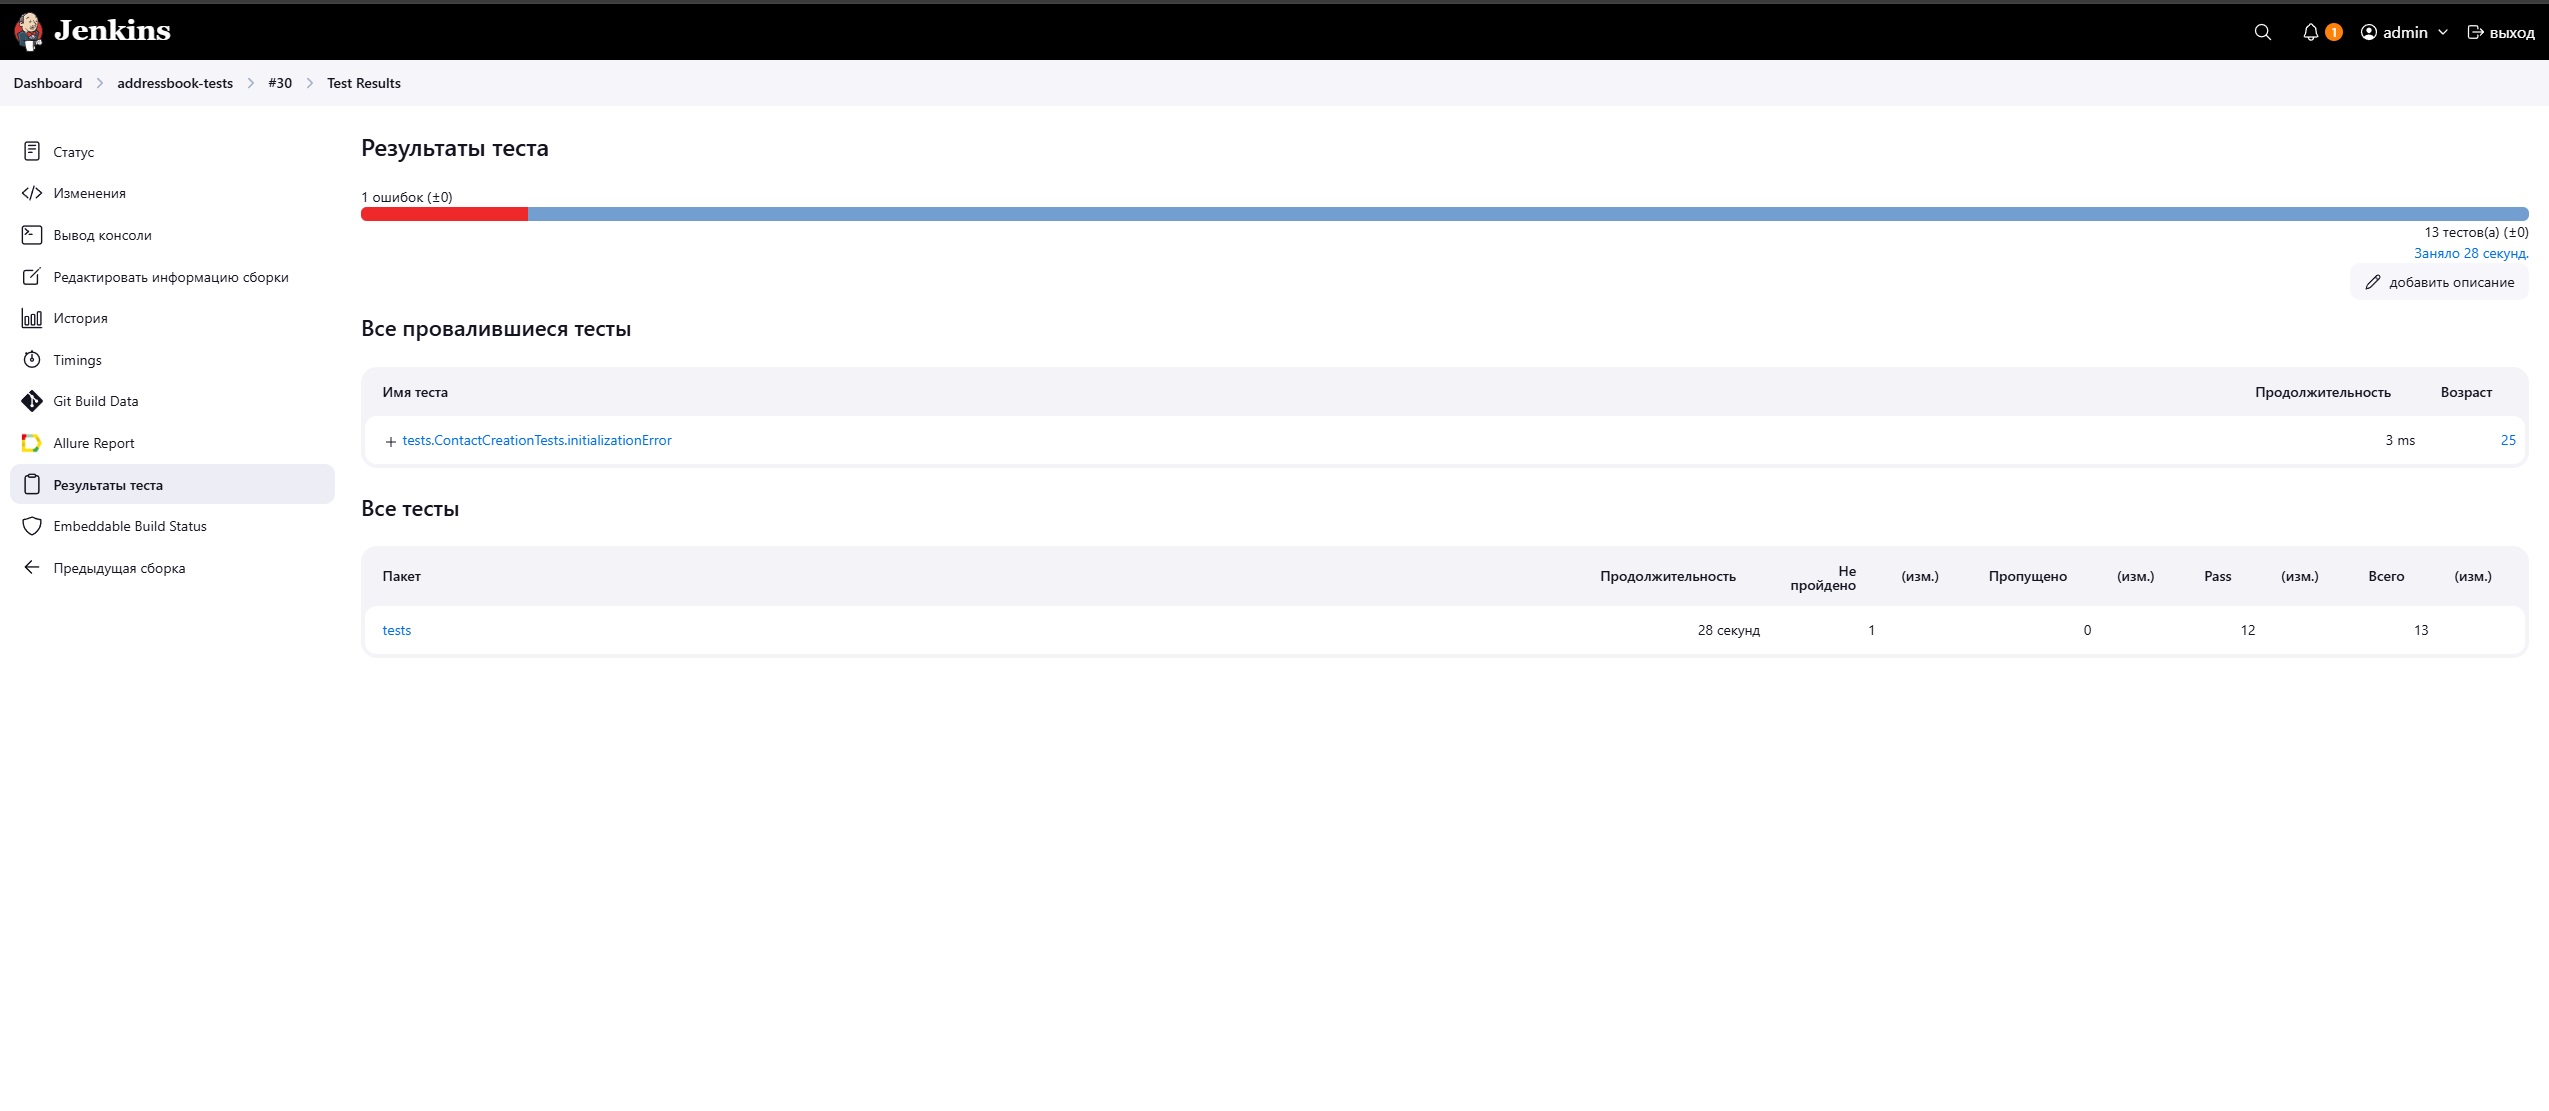 Jenkins
1 admin выход
Dashboard addressbook-tests #30 Test Results
Статус
Изменения
Вывод консоли
Редактировать информацию сборки
История
Timings
Git Build Data
Allure Report
Результаты теста
Embeddable Build Status
Предыдущая сборка
Результаты теста
1 ошибок (±0)
13 тестов(а) (±0)
Заняло 28 секунд.
добавить описание
Все провалившиеся тесты
Имя теста Продолжительность Возраст
tests.ContactCreationTests.initializationError 3 ms 25
Все тесты
Пакет Продолжительность Не пройдено (изм.) Пропущено (изм.) Pass (изм.) Всего (изм.)
tests 28 секунд 1 0 12 13